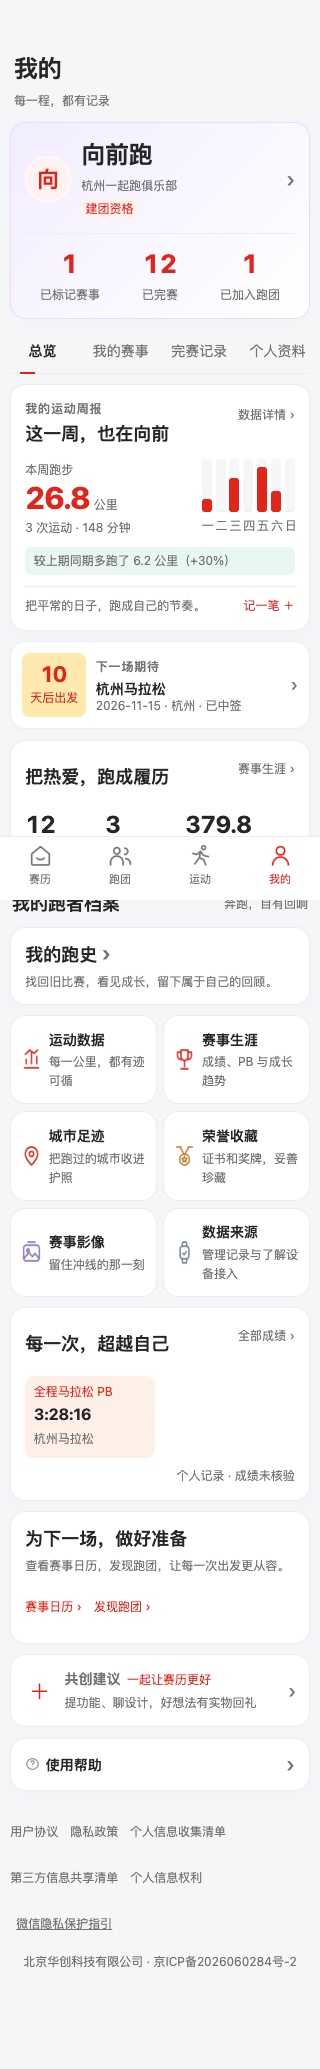 我的
每一程，都有记录
向
向前跑
杭州一起跑俱乐部
建团资格
1
已标记赛事
12
已完赛
1
已加入跑团
总览
我的赛事
完赛记录
个人资料
我的运动周报
数据详情 ›
这一周，也在向前
本周跑步
26.8 公里
3 次运动 · 148 分钟
一二三四五六日
较上期同期多跑了 6.2 公里（+30%）
把平常的日子，跑成自己的节奏。
记一笔 ＋
10
天后出发
下一场期待
杭州马拉松
2026-11-15 · 杭州 · 已中签
把热爱，跑成履历
赛事生涯 ›
12
3
379.8
赛历
跑团
运动
我的
我的跑者档案
奔跑，自有回响
我的跑史 ›
找回旧比赛，看见成长，留下属于自己的回顾。
运动数据
每一公里，都有迹
可循
赛事生涯
成绩、PB 与成长
趋势
城市足迹
把跑过的城市收进
护照
荣誉收藏
证书和奖牌，妥善
珍藏
赛事影像
留住冲线的那一刻
数据来源
管理记录与了解设
备接入
每一次，超越自己
全部成绩 ›
全程马拉松 PB
3:28:16
杭州马拉松
个人记录 · 成绩未核验
为下一场，做好准备
查看赛事日历，发现跑团，让每一次出发更从容。
赛事日历 ›
发现跑团 ›
共创建议 一起让赛历更好
提功能、聊设计，好想法有实物回礼
使用帮助
用户协议 隐私政策 个人信息收集清单
第三方信息共享清单 个人信息权利
微信隐私保护指引
北京华创科技有限公司 · 京ICP备2026060284号-2